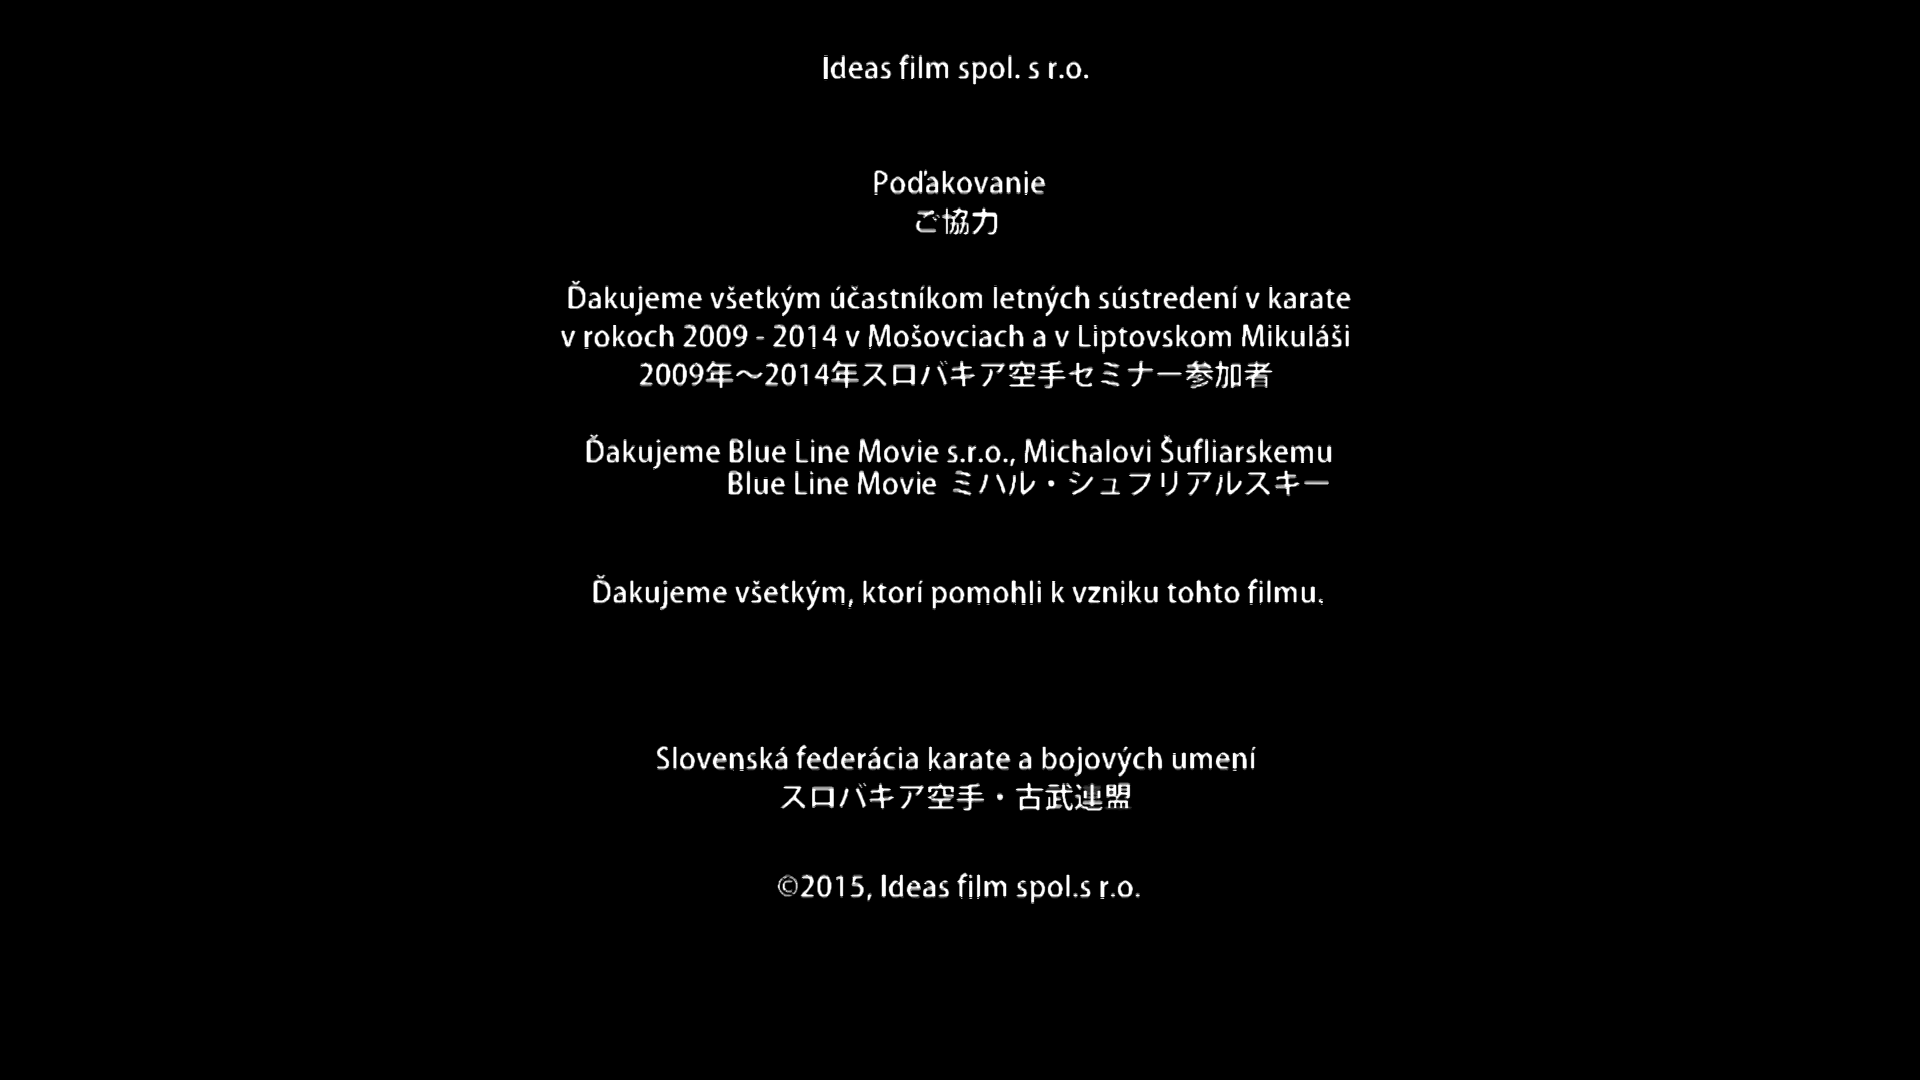 Ideas film spol. s r.o.
Poďakovanie
ご協力
Ďakujeme všetkým účastníkom letných sústredení v karate
v rokoch 2009 - 2014 v Mošovciach a v Liptovskom Mikuláši
2009年～2014年スロバキア空手セミナー参加者
Ďakujeme Blue Line Movie s.r.o., Michalovi Šufliarskemu
Blue Line Movie ミハル・シュフリアルスキー
Ďakujeme všetkým, ktorí pomohli k vzniku tohto filmu.
Slovenská federácia karate a bojových umení
スロバキア空手・古武連盟
©2015, Ideas film spol.s r.o.